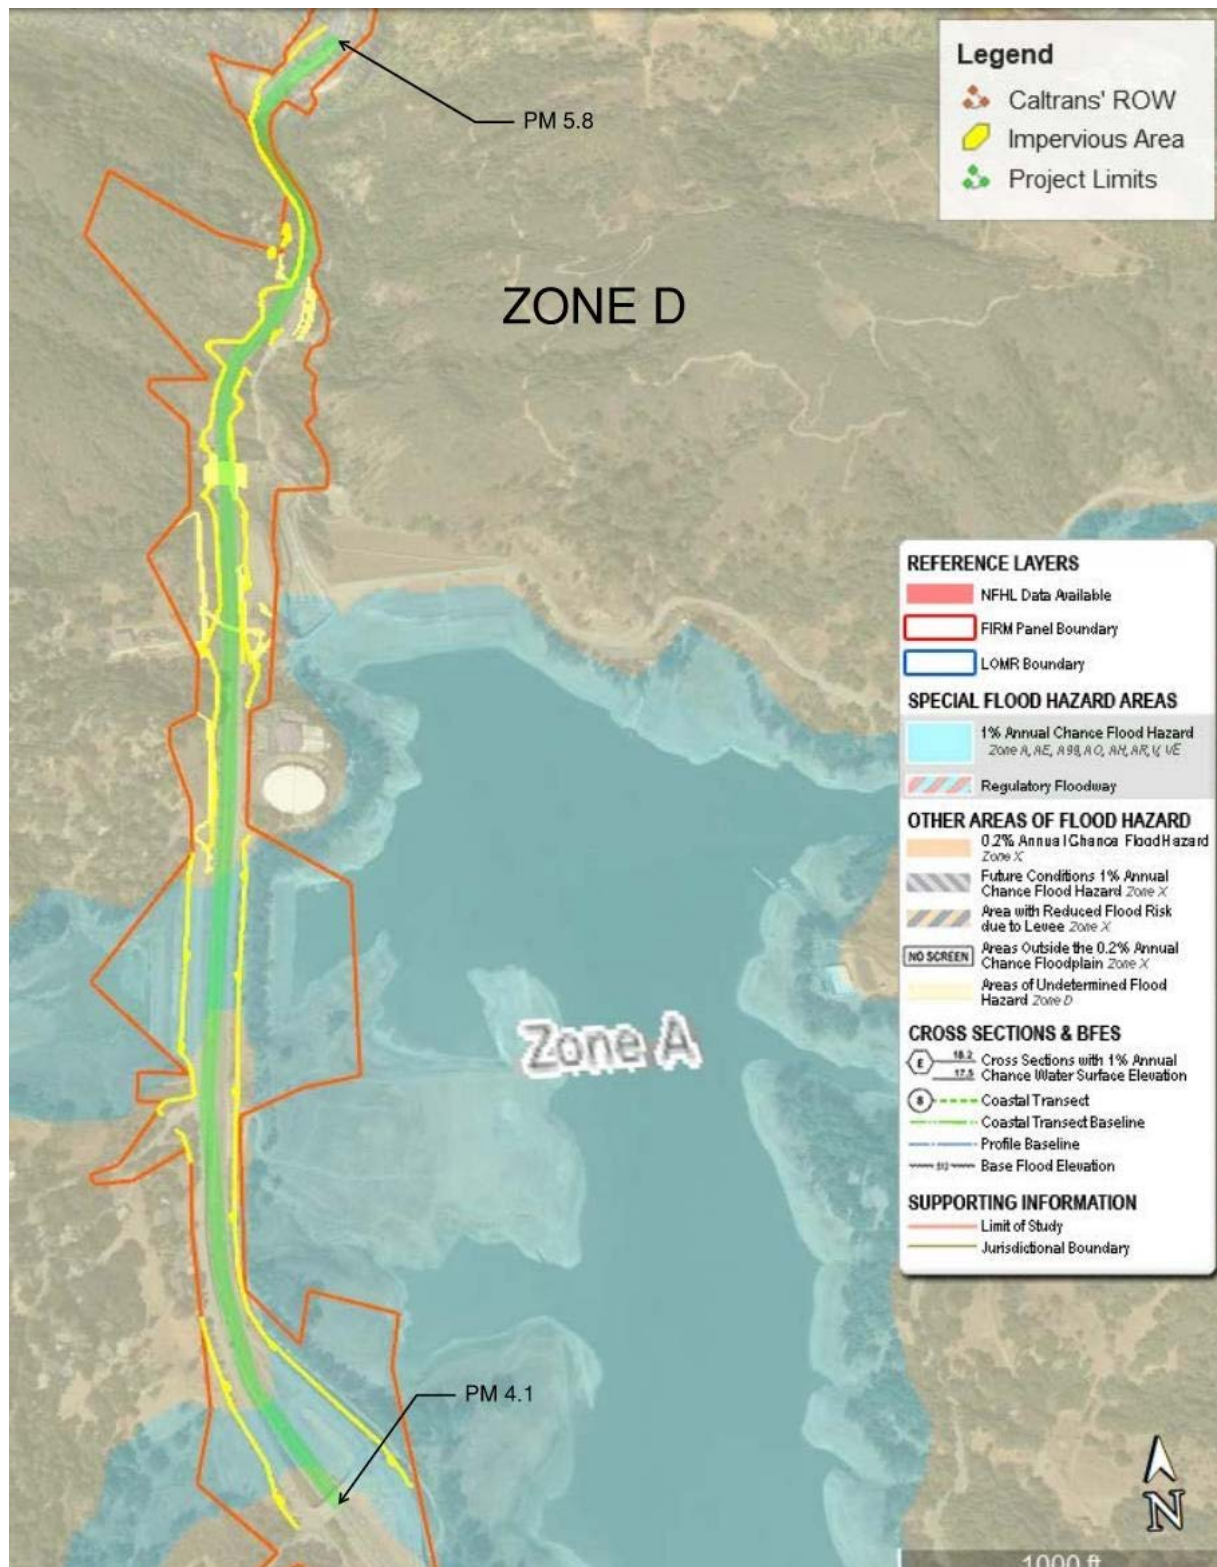 Legend
Caltrans' ROW
Impervious Area
Project Limits
PM 5.8
ZONE D
REFERENCE LAYERS
NFHL Data Available
FIRM Panel Boundary
LOMR Boundary
SPECIAL FLOOD HAZARD AREAS
1% Annual Chance Flood Hazard
Zone A, AE, A99, AO, AH, AR, V, VE
Regulatory Floodway
OTHER AREAS OF FLOOD HAZARD
0.2% Annual Chance Flood Hazard
Zone X
Future Conditions 1% Annual
Chance Flood Hazard Zone X
Area with Reduced Flood Risk
due to Levee Zone X
NO SCREEN
Areas Outside the 0.2% Annual
Chance Floodplain Zone X
Areas of Undetermined Flood
Hazard Zone D
CROSS SECTIONS & BFES
E 18.2 Cross Sections with 1% Annual
17.5 Chance Water Surface Elevation
8 Coastal Transect
Coastal Transect Baseline
Profile Baseline
513 Base Flood Elevation
SUPPORTING INFORMATION
Limit of Study
Jurisdictional Boundary
Zone A
PM 4.1
N
1000 ft